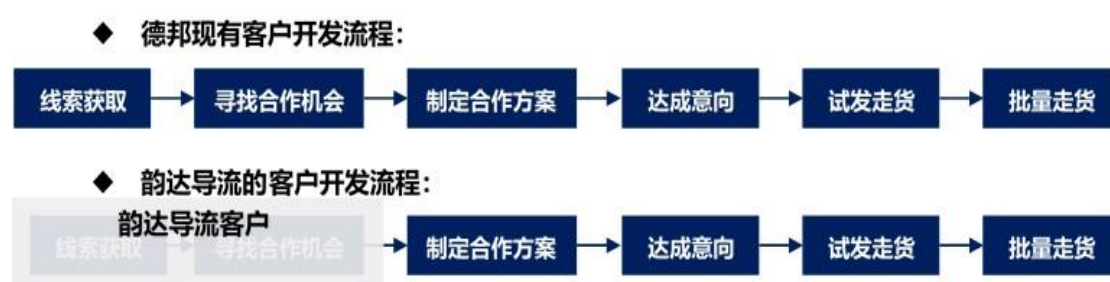 ◆ 德邦现有客户开发流程：
线索获取 寻找合作机会 制定合作方案 达成意向 试发走货 批量走货
◆ 韵达导流的客户开发流程：
韵达导流客户
线索获取 寻找合作机会 制定合作方案 达成意向 试发走货 批量走货